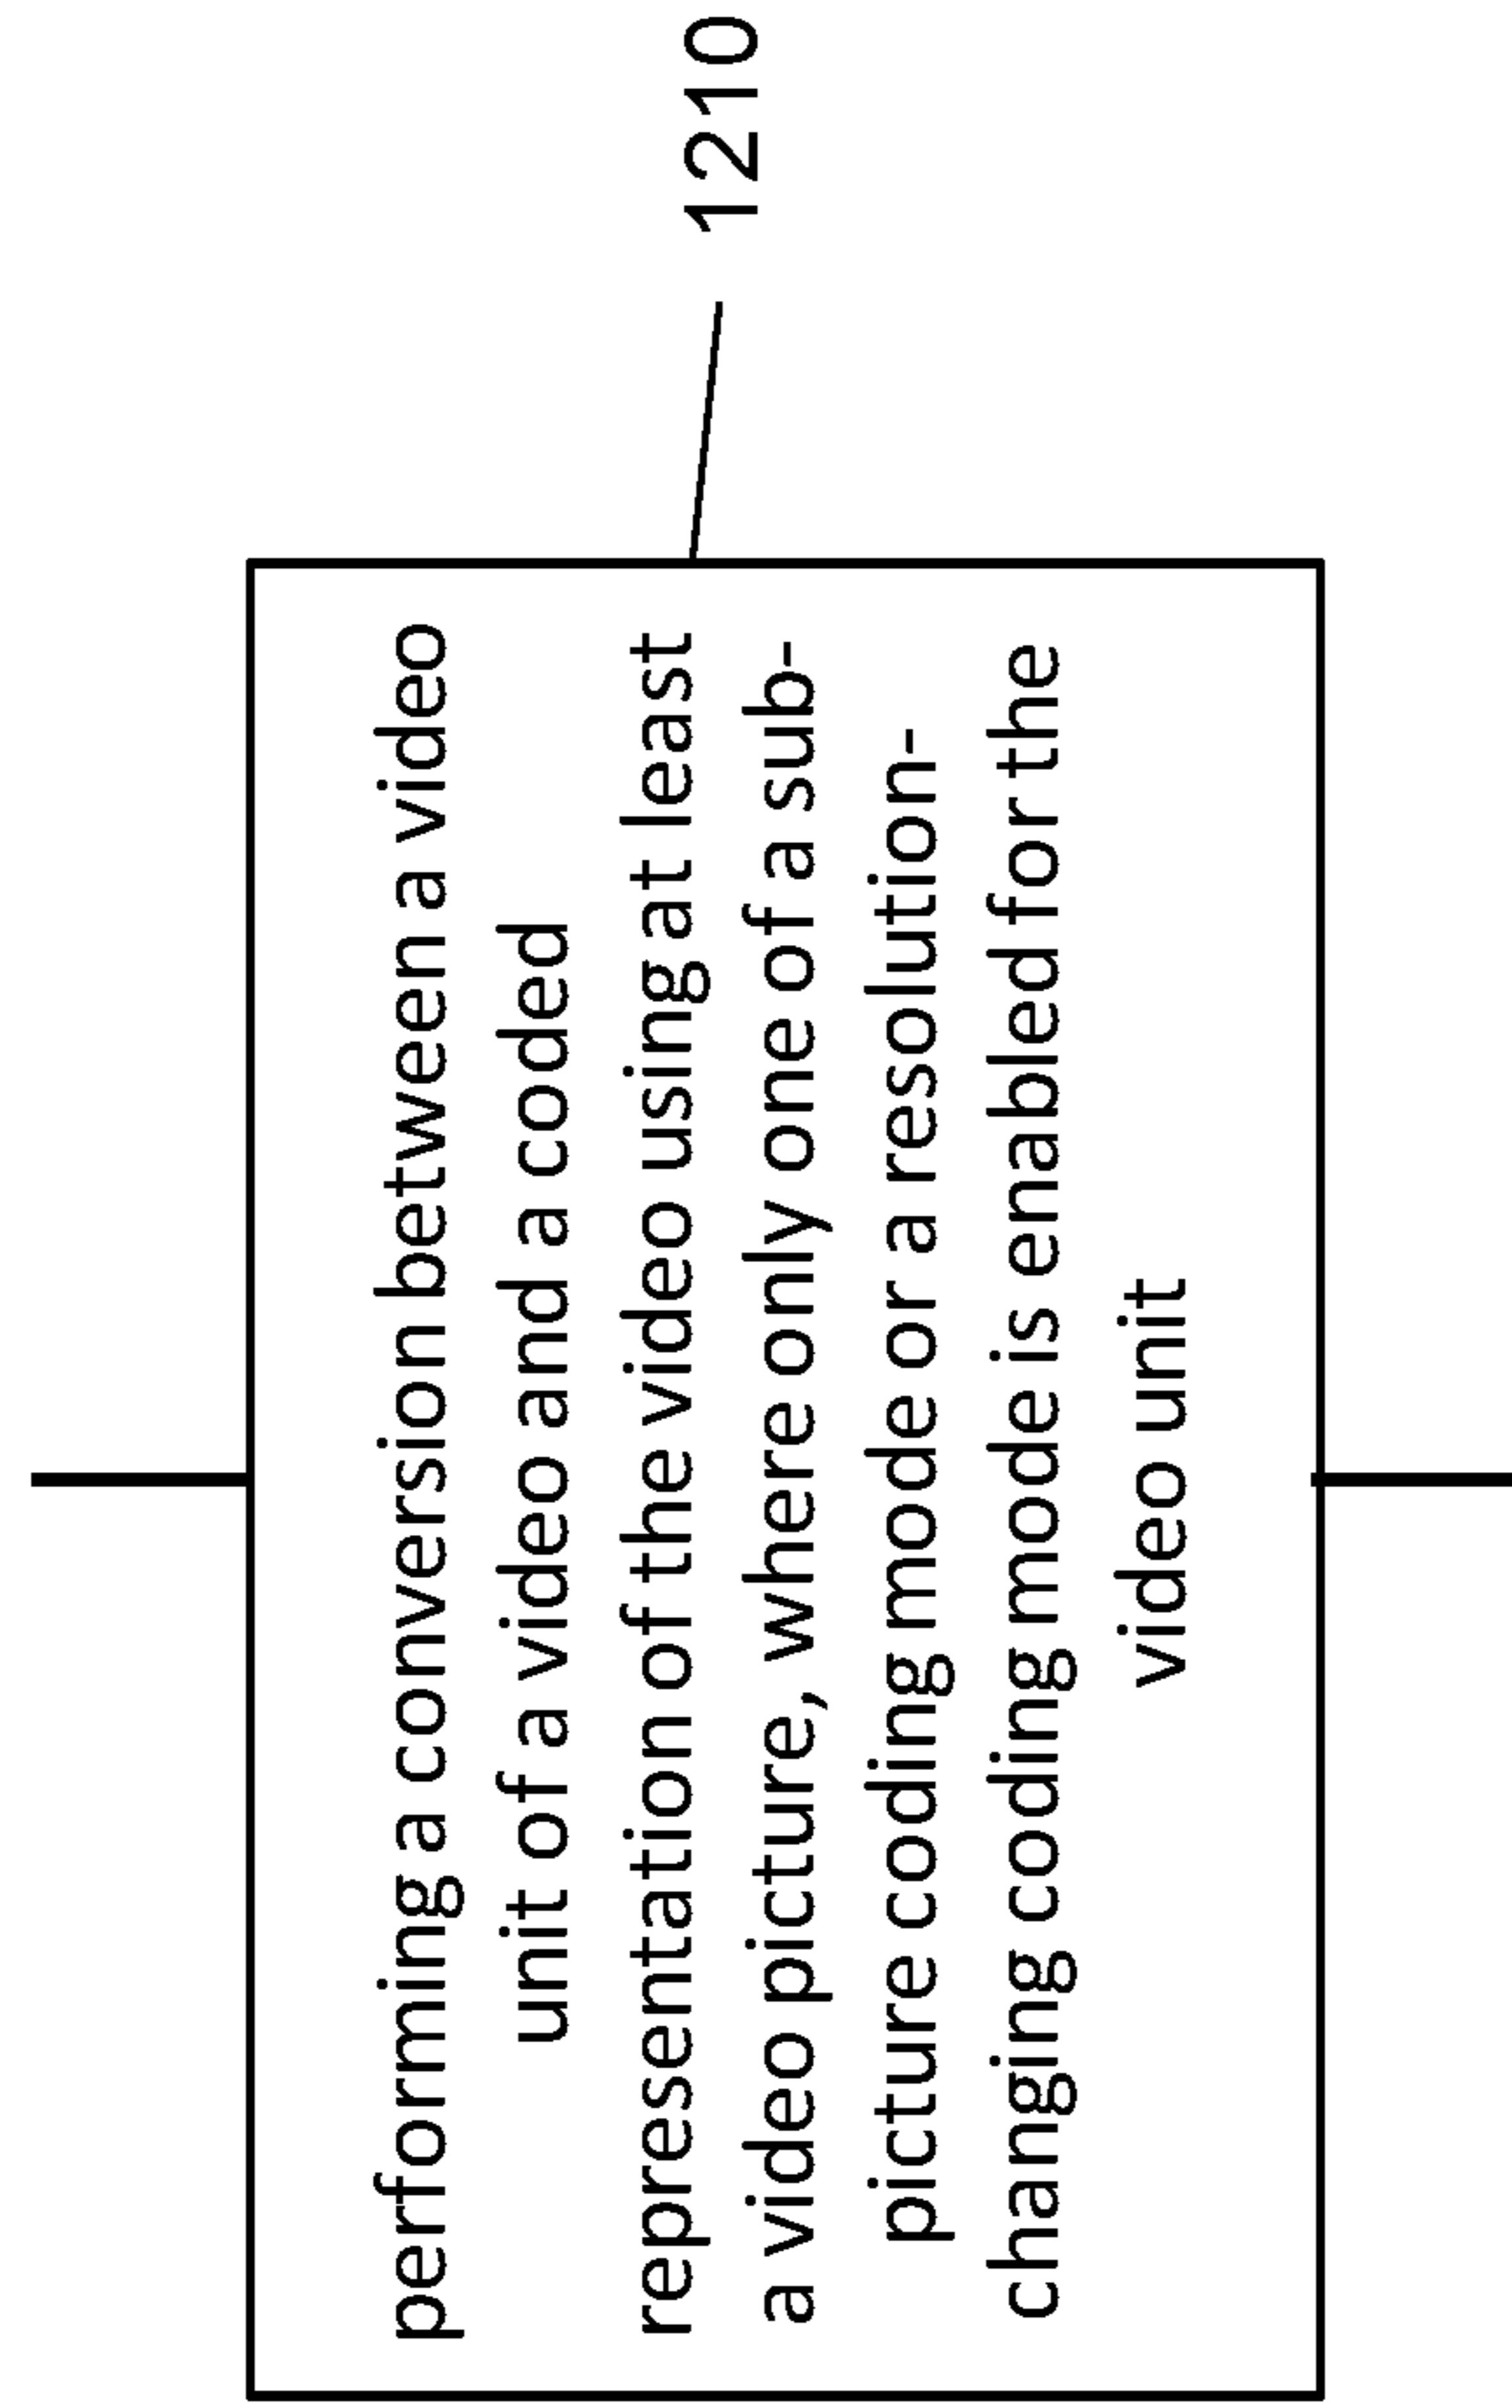 performing a conversion between a video
unit of a video and a coded
representation of the video using at least
a video picture, where only one of a sub-
picture coding mode or a resolution-
changing coding mode is enabled for the
video unit
1210